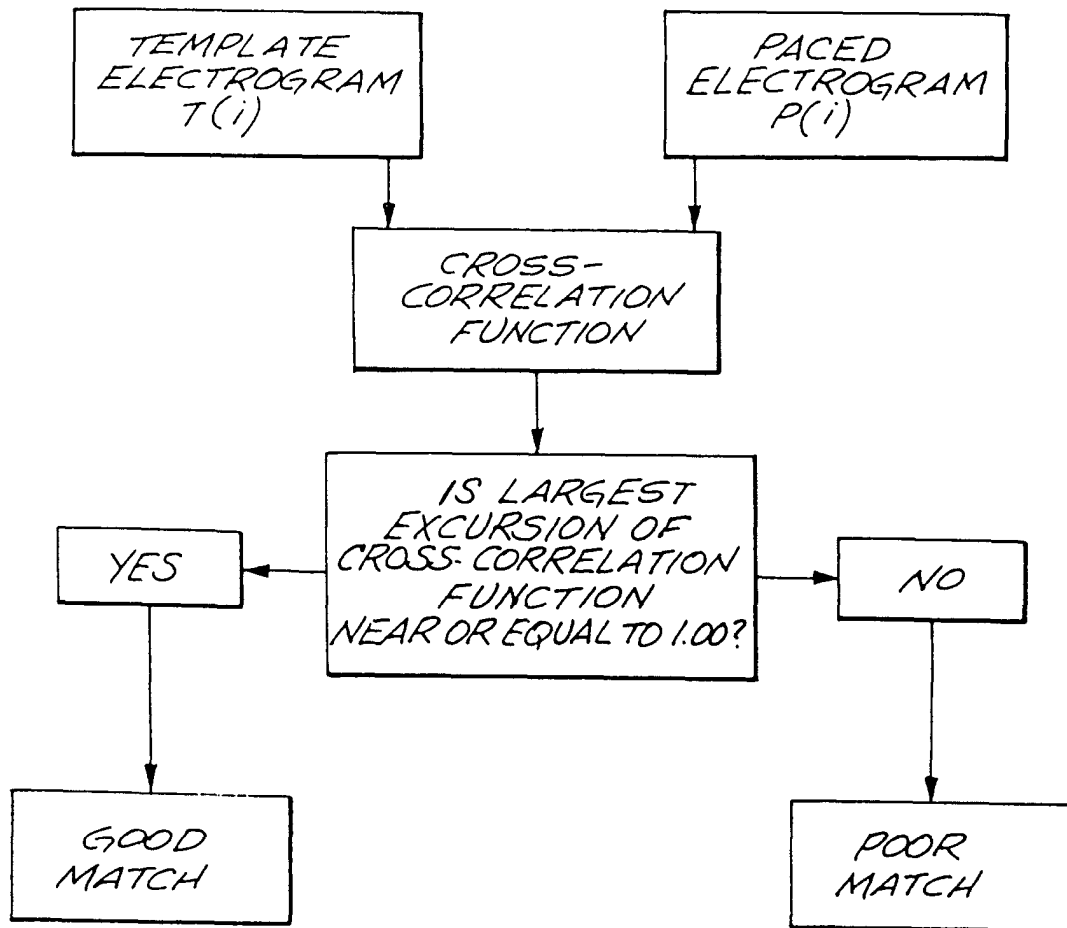 TEMPLATE
ELECTROGRAM
T(i)
PACED
ELECTROGRAM
P(i)
CROSS-
CORRELATION
FUNCTION
IS LARGEST
EXCURSION OF
CROSS-CORRELATION
FUNCTION
NEAR OR EQUAL TO 1.00?
YES
NO
GOOD
MATCH
POOR
MATCH